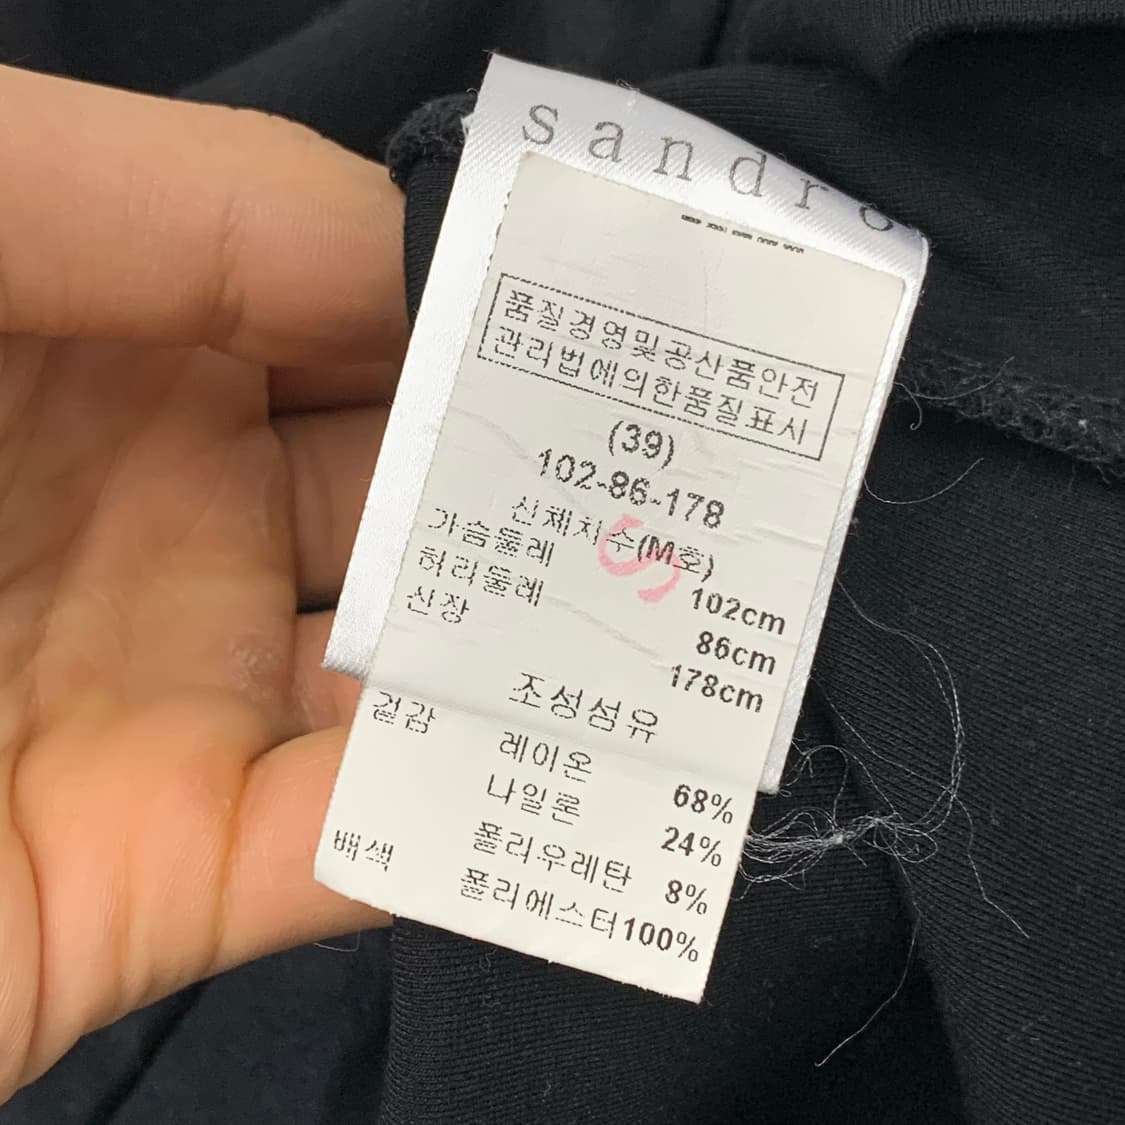 sandro
품질경영및공산품안전
관리법에의한품질표시
(39)
102-86-178
신체치수(M호)
가슴둘레 102cm
허리둘레 86cm
신장 178cm
S
조성섬유
겉감 레이온 68%
나일론 24%
폴리우레탄 8%
배색 폴리에스터100%